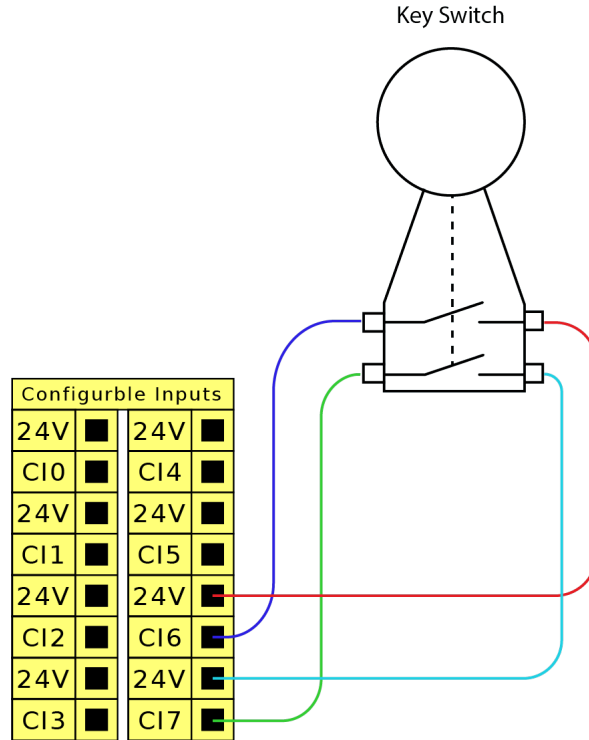 Key Switch
Configurble Inputs
24V 24V
CI0 CI4
24V 24V
CI1 CI5
24V 24V
CI2 CI6
24V 24V
CI3 CI7